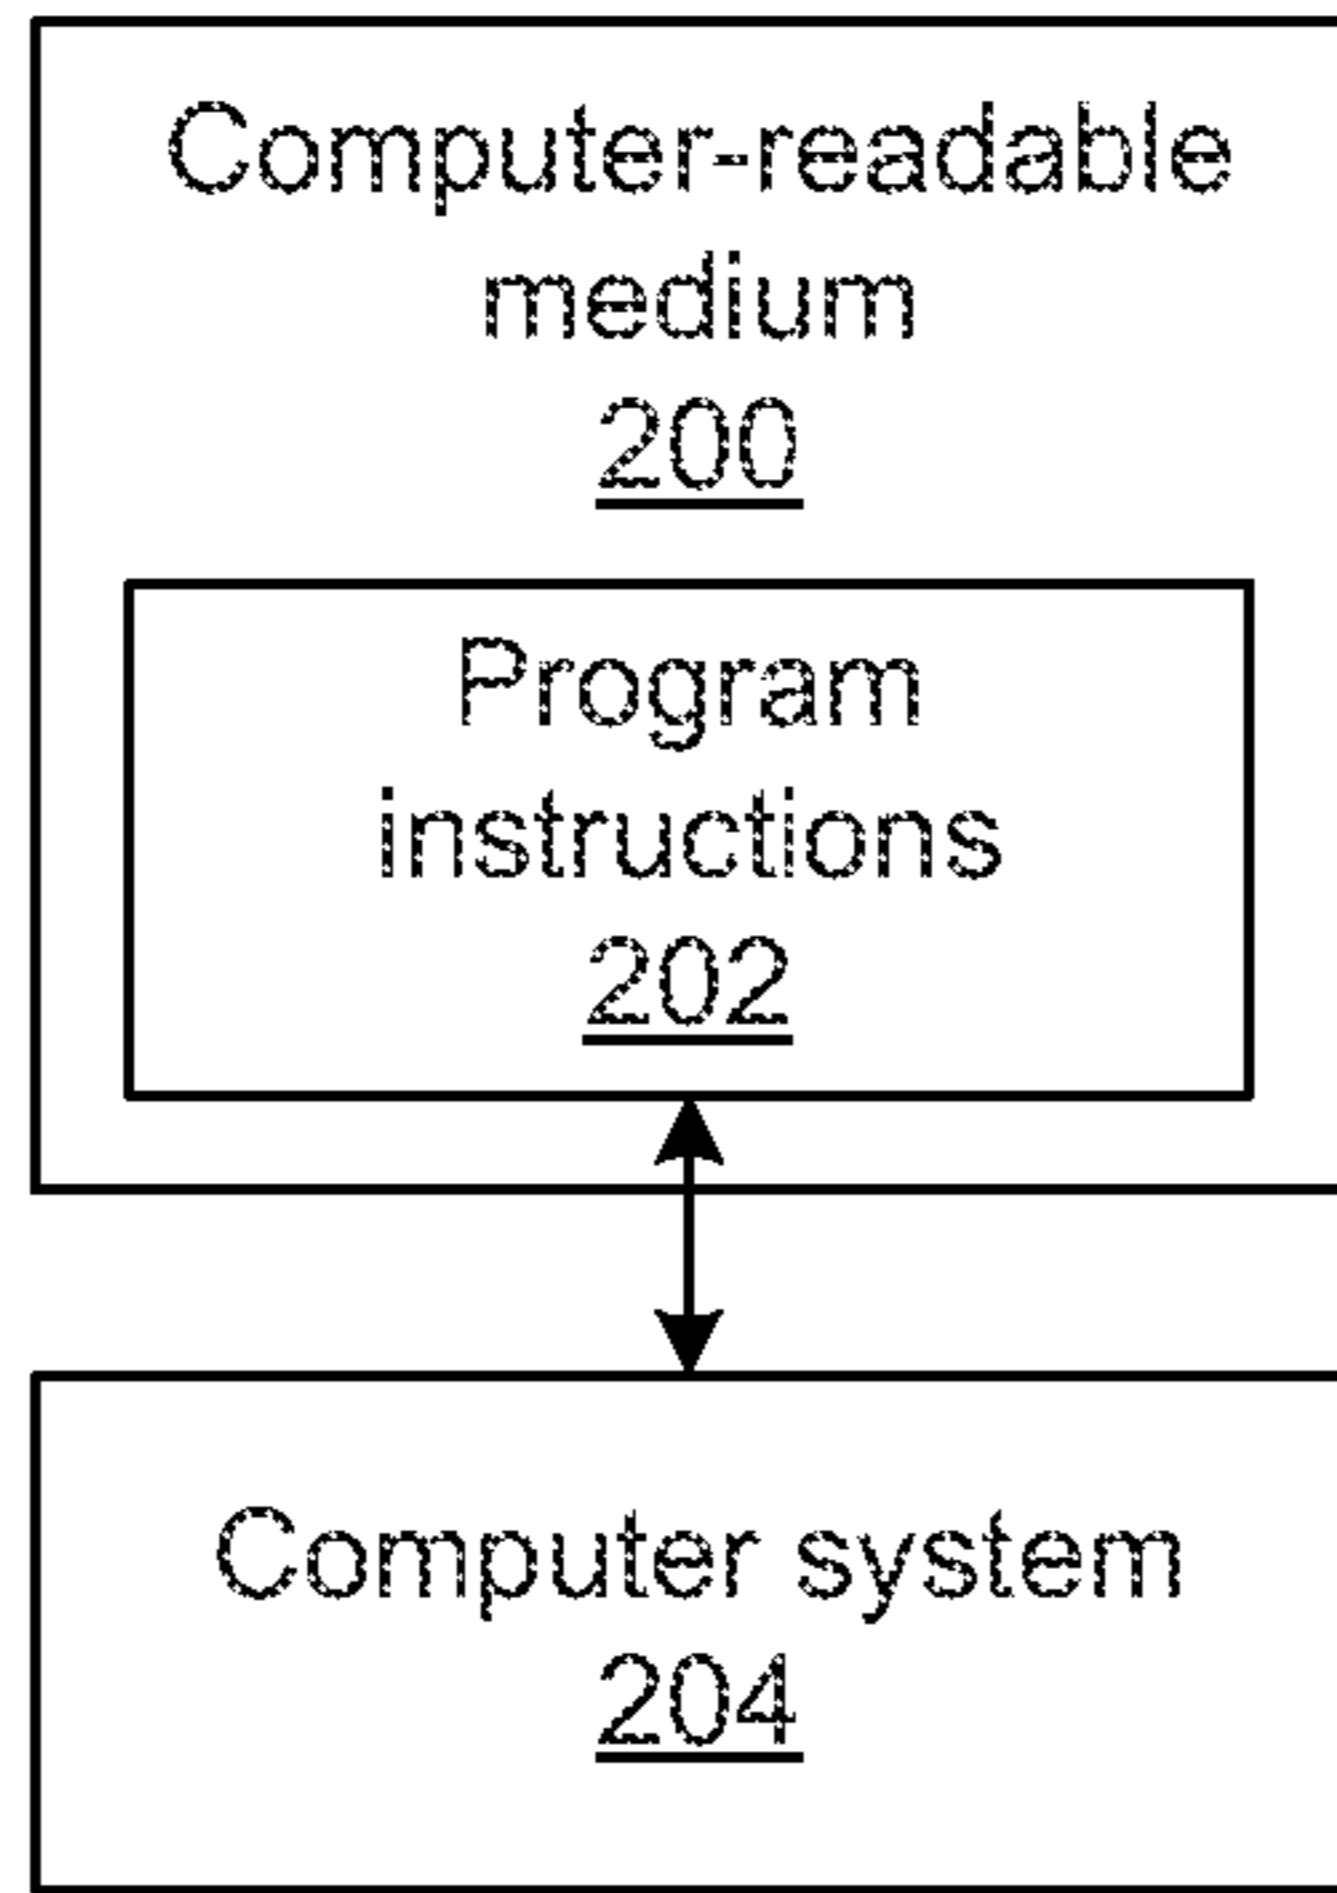 Computer-readable
medium
200
Program
instructions
202
Computer system
204